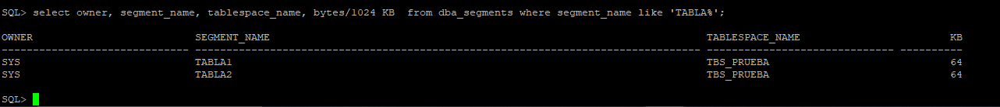 SQL> select owner, segment_name, tablespace_name, bytes/1024 KB  from dba_segments where segment_name like 'TABLA%';
OWNER                          SEGMENT_NAME                                                                      TABLESPACE_NAME                        KB
------------------------------ --------------------------------------------------------------------------------- ------------------------------ ----------
SYS                            TABLA1                                                                            TBS_PRUEBA                             64
SYS                            TABLA2                                                                            TBS_PRUEBA                             64
SQL>